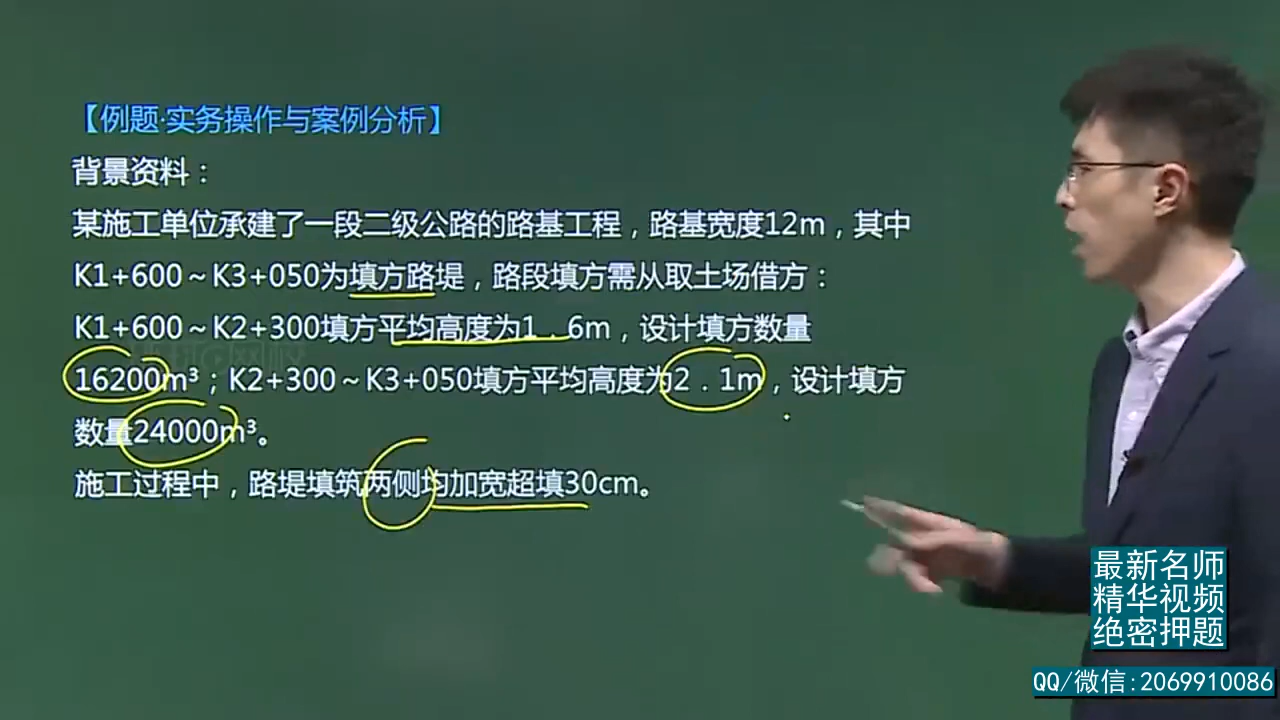 【例题·实务操作与案例分析】
背景资料：
某施工单位承建了一段二级公路的路基工程，路基宽度12m，其中
K1+600～K3+050为填方路堤，路段填方需从取土场借方：
K1+600～K2+300填方平均高度为1．6m，设计填方数量
16200m³；K2+300～K3+050填方平均高度为2．1m，设计填方
数量24000m³。
施工过程中，路堤填筑两侧均加宽超填30cm。
最新名师
精华视频
绝密押题
QQ/微信:2069910086